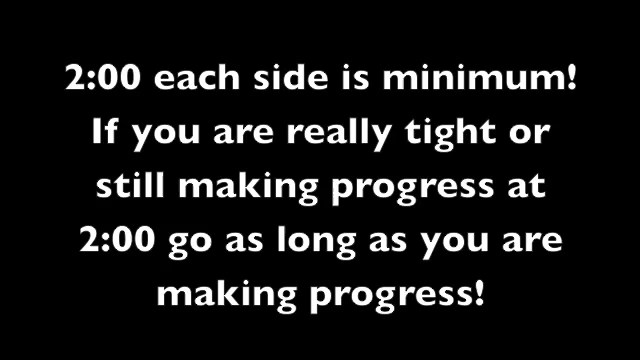 2:00 each side is minimum!
If you are really tight or
still making progress at
2:00 go as long as you are
making progress!